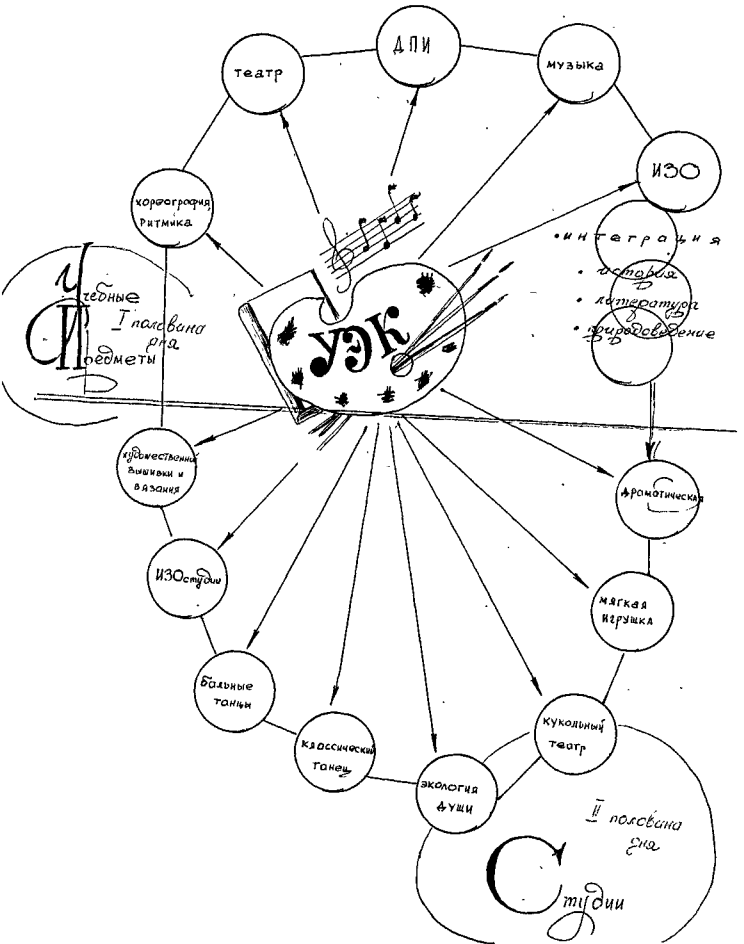 ДПИ
театр
музыка
ИЗО
хореография,
ритмика
• интеграция
• история
• литература
• природоведение
Учебные
I половина
дня
Предметы
УЭК
художественной
вышивки и
вязания
драматическая
ИЗОстудии
мягкая
игрушка
бальные
танцы
кукольный
театр
классический
танец
экология
души
II половина
дня
Студии